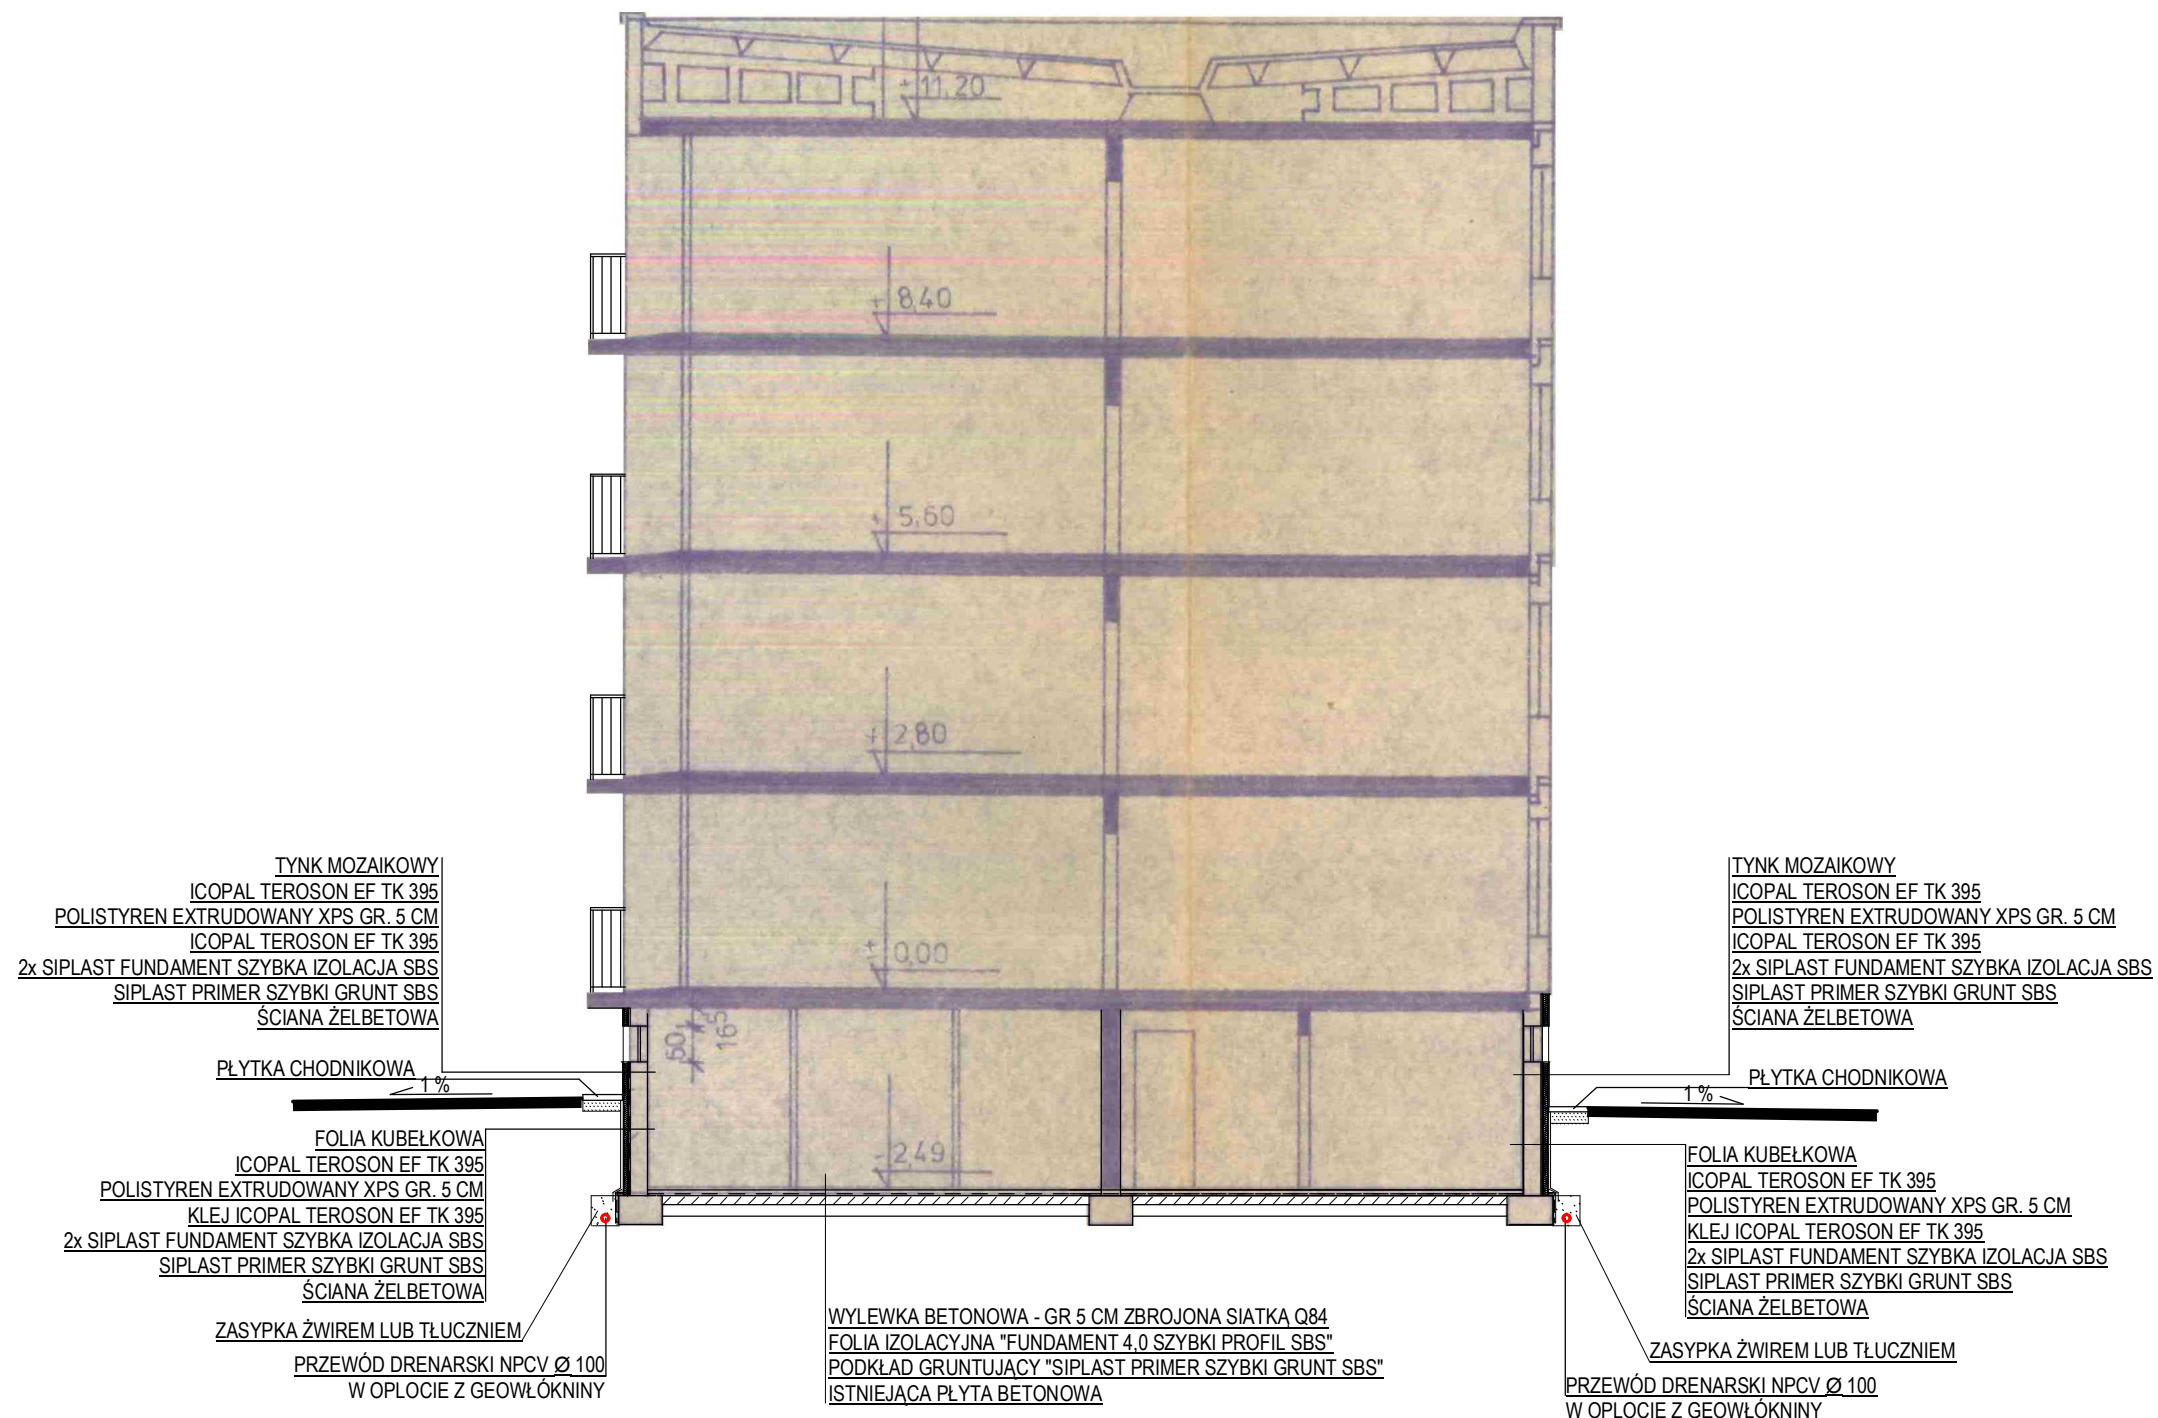 + 11,20
+ 8,40
+ 5,60
+ 2,80
TYNK MOZAIKOWY
ICOPAL TEROSON EF TK 395
POLISTYREN EXTRUDOWANY XPS GR. 5 CM
ICOPAL TEROSON EF TK 395
2x SIPLAST FUNDAMENT SZYBKA IZOLACJA SBS
SIPLAST PRIMER SZYBKI GRUNT SBS
ŚCIANA ŻELBETOWA
± 0,00
TYNK MOZAIKOWY
ICOPAL TEROSON EF TK 395
POLISTYREN EXTRUDOWANY XPS GR. 5 CM
ICOPAL TEROSON EF TK 395
2x SIPLAST FUNDAMENT SZYBKA IZOLACJA SBS
SIPLAST PRIMER SZYBKI GRUNT SBS
ŚCIANA ŻELBETOWA
50
165
PŁYTKA CHODNIKOWA
1 %
PŁYTKA CHODNIKOWA
1 %
- 2,49
FOLIA KUBEŁKOWA
ICOPAL TEROSON EF TK 395
POLISTYREN EXTRUDOWANY XPS GR. 5 CM
KLEJ ICOPAL TEROSON EF TK 395
2x SIPLAST FUNDAMENT SZYBKA IZOLACJA SBS
SIPLAST PRIMER SZYBKI GRUNT SBS
ŚCIANA ŻELBETOWA
ZASYPKA ŻWIREM LUB TŁUCZNIEM
PRZEWÓD DRENARSKI NPCV Ø 100
W OPLOCIE Z GEOWŁÓKNINY
WYLEWKA BETONOWA - GR 5 CM ZBROJONA SIATKĄ Q84
FOLIA IZOLACYJNA "FUNDAMENT 4,0 SZYBKI PROFIL SBS"
PODKŁAD GRUNTUJĄCY "SIPLAST PRIMER SZYBKI GRUNT SBS"
ISTNIEJĄCA PŁYTA BETONOWA
FOLIA KUBEŁKOWA
ICOPAL TEROSON EF TK 395
POLISTYREN EXTRUDOWANY XPS GR. 5 CM
KLEJ ICOPAL TEROSON EF TK 395
2x SIPLAST FUNDAMENT SZYBKA IZOLACJA SBS
SIPLAST PRIMER SZYBKI GRUNT SBS
ŚCIANA ŻELBETOWA
ZASYPKA ŻWIREM LUB TŁUCZNIEM
PRZEWÓD DRENARSKI NPCV Ø 100
W OPLOCIE Z GEOWŁÓKNINY